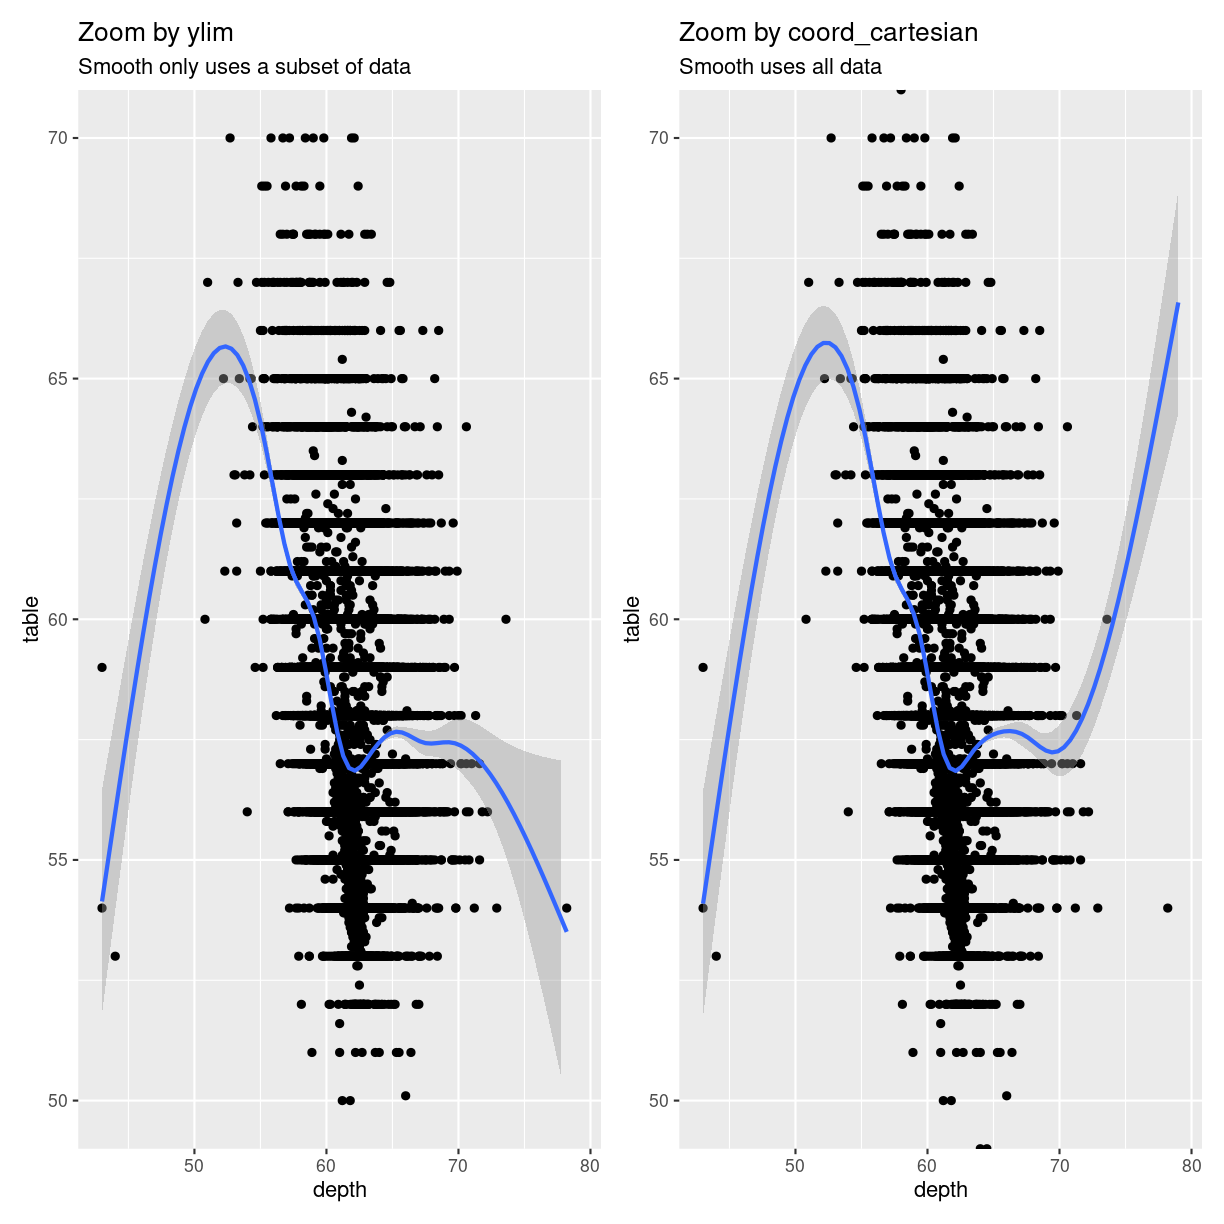 Zoom by ylim
Smooth only uses a subset of data
70
65
60
55
50
table
50 60 70 80
depth
Zoom by coord_cartesian
Smooth uses all data
70
65
60
55
50
table
50 60 70 80
depth